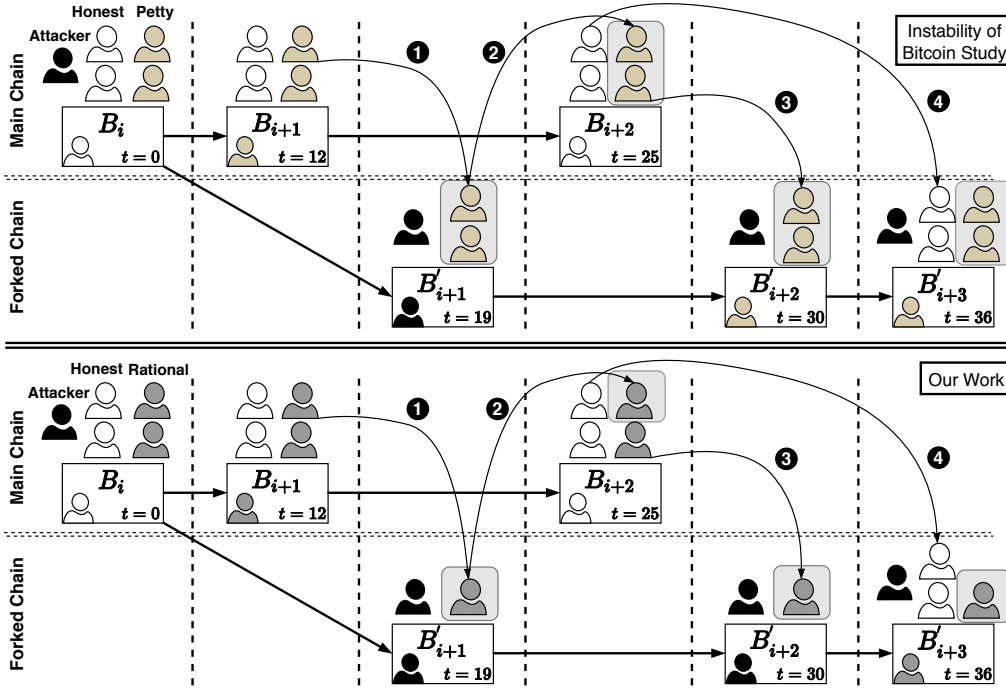 Honest Petty
Attacker
Instability of
Bitcoin Study
Main Chain
1
2
3
4
B_i
t = 0
B_{i+1}
t = 12
B_{i+2}
t = 25
Forked Chain
B'_{i+1}
t = 19
B'_{i+2}
t = 30
B'_{i+3}
t = 36
Honest Rational
Attacker
Our Work
Main Chain
1
2
3
4
B_i
t = 0
B_{i+1}
t = 12
B_{i+2}
t = 25
Forked Chain
B'_{i+1}
t = 19
B'_{i+2}
t = 30
B'_{i+3}
t = 36